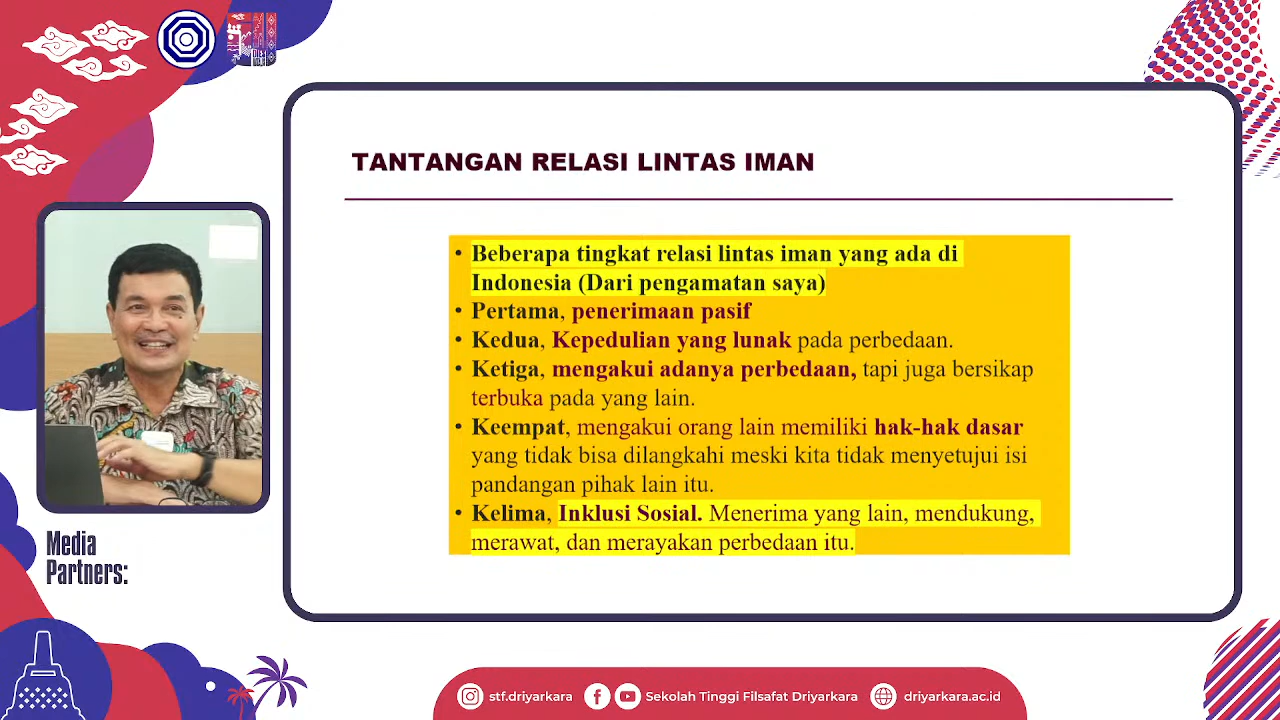 TANTANGAN RELASI LINTAS IMAN
• Beberapa tingkat relasi lintas iman yang ada di
Indonesia (Dari pengamatan saya)
• Pertama, penerimaan pasif
• Kedua, Kepedulian yang lunak pada perbedaan.
• Ketiga, mengakui adanya perbedaan, tapi juga bersikap
terbuka pada yang lain.
• Keempat, mengakui orang lain memiliki hak-hak dasar
yang tidak bisa dilangkahi meski kita tidak menyetujui isi
pandangan pihak lain itu.
• Kelima, Inklusi Sosial. Menerima yang lain, mendukung,
merawat, dan merayakan perbedaan itu.
Media
Partners:
stf.driyarkara
Sekolah Tinggi Filsafat Driyarkara
driyarkara.ac.id